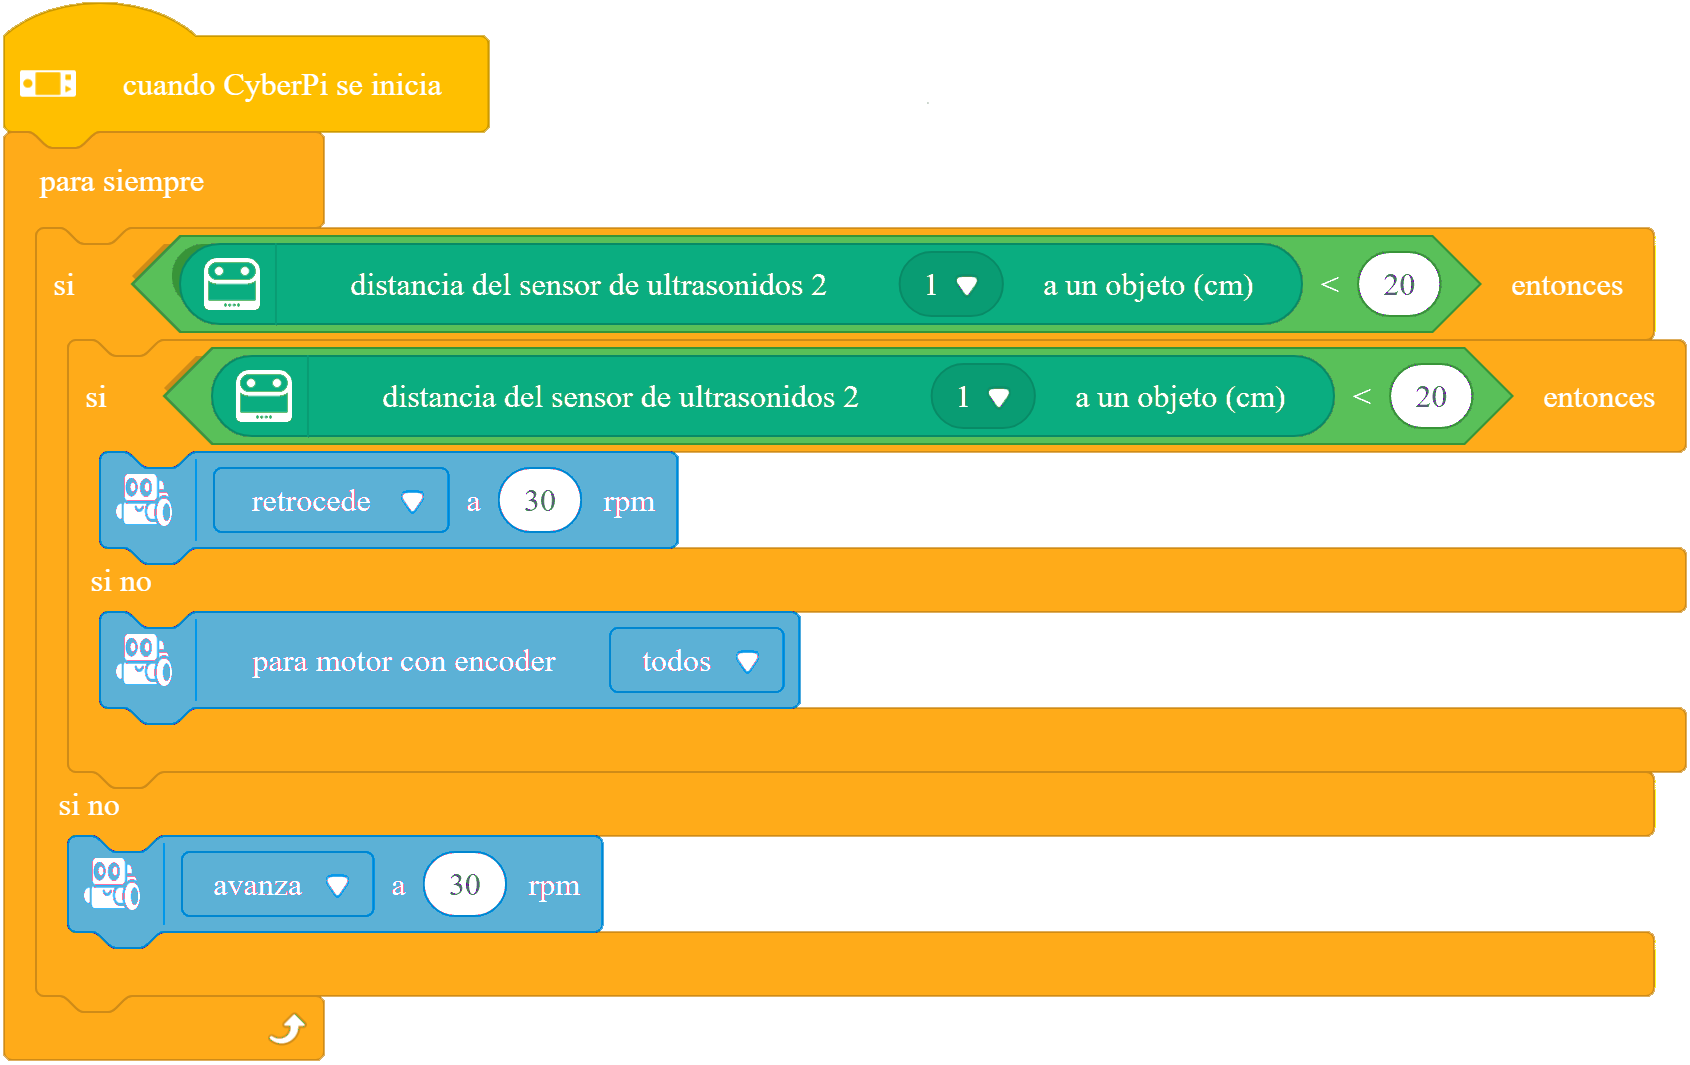 cuando CyberPi se inicia
para siempre
si distancia del sensor de ultrasonidos 2 1 a un objeto (cm) < 20 entonces
si distancia del sensor de ultrasonidos 2 1 a un objeto (cm) < 20 entonces
retrocede a 30 rpm
si no
para motor con encoder todos
si no
avanza a 30 rpm